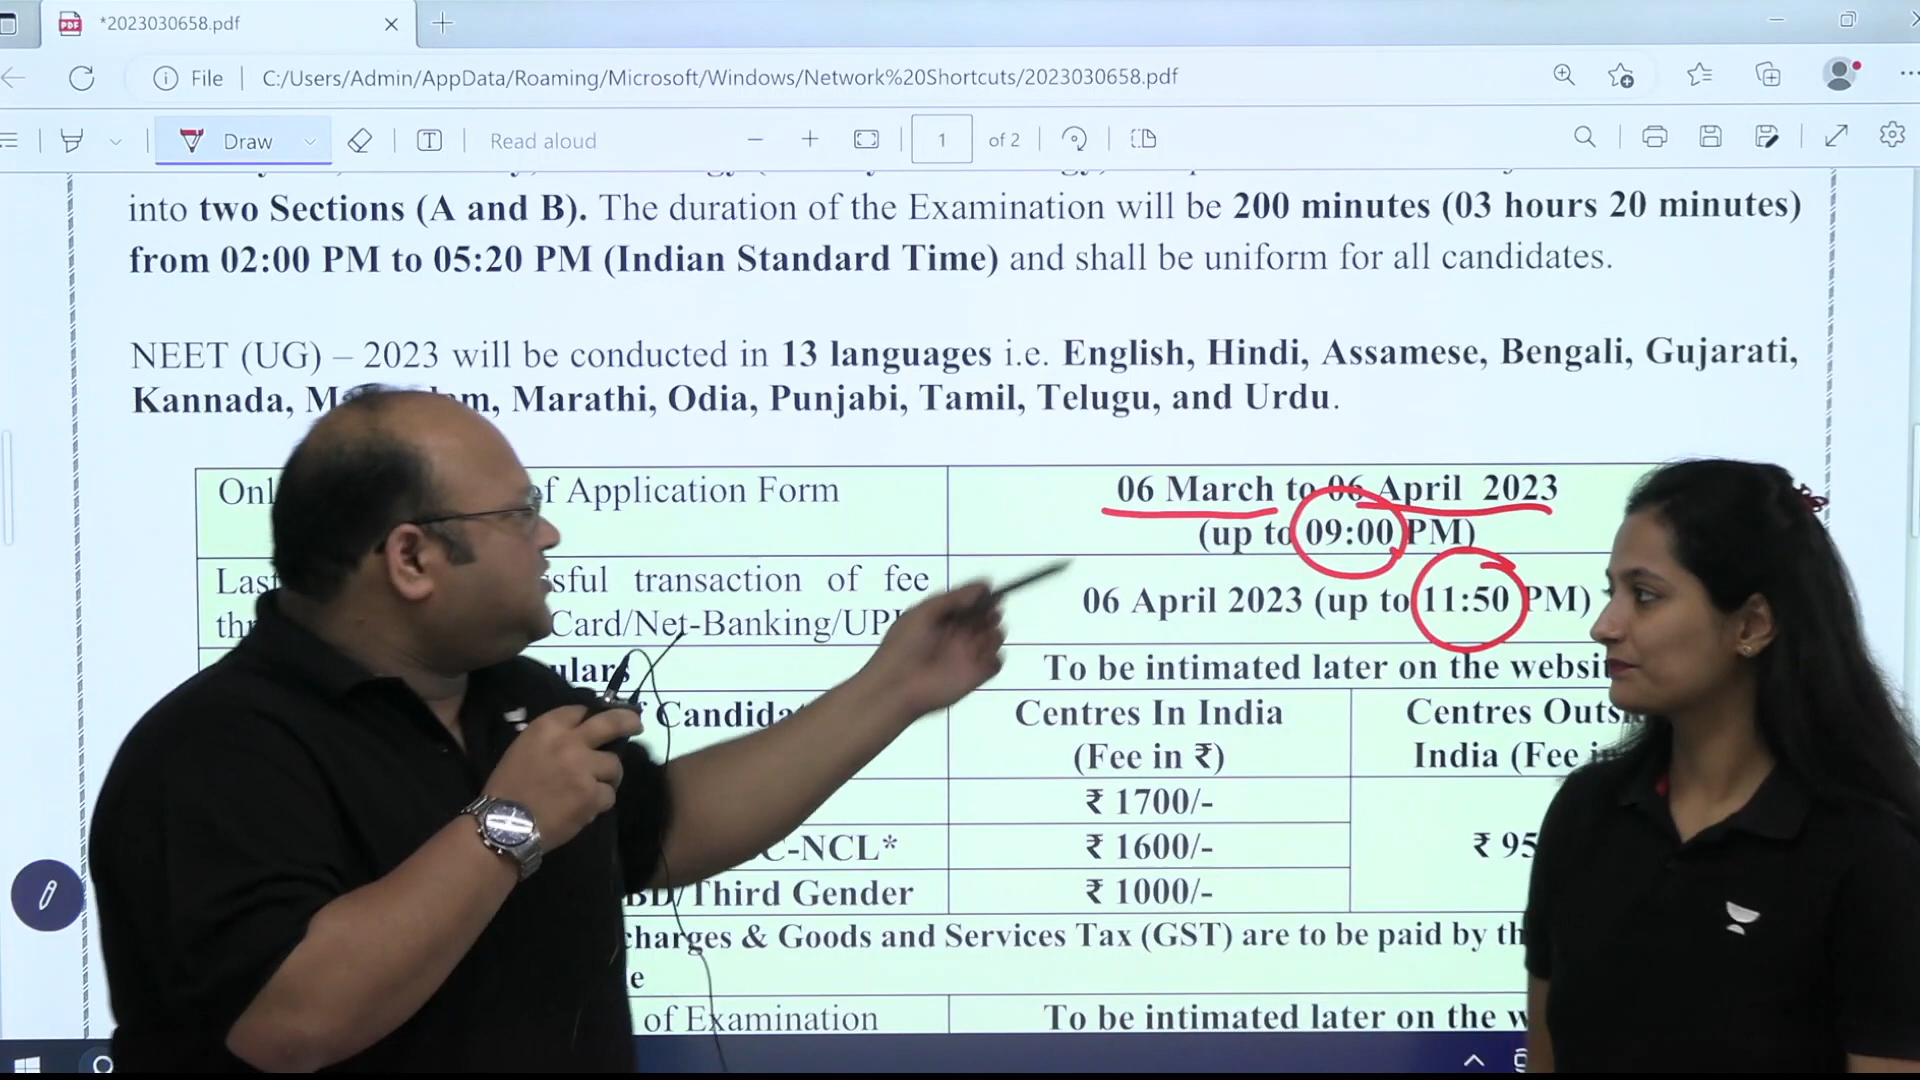 *2023030658.pdf
File
C:/Users/Admin/AppData/Roaming/Microsoft/Windows/Network%20Shortcuts/2023030658.pdf
Draw
Read aloud
1 of 2
into two Sections (A and B). The duration of the Examination will be 200 minutes (03 hours 20 minutes)
from 02:00 PM to 05:20 PM (Indian Standard Time) and shall be uniform for all candidates.
NEET (UG) – 2023 will be conducted in 13 languages i.e. English, Hindi, Assamese, Bengali, Gujarati,
Kannada, Marathi, Odia, Punjabi, Tamil, Telugu, and Urdu.
of Application Form
06 March to 06 April 2023
(up to 09:00 PM)
transaction of fee
Card/Net-Banking/UPI
06 April 2023 (up to 11:50 PM)
To be intimated later on the
Centres In India
(Fee in ₹)
Centres
India (Fee in
₹ 1700/-
C-NCL*
₹ 1600/-
₹ 95
Third Gender
₹ 1000/-
charges & Goods and Services Tax (GST) are to be paid by
of Examination
To be intimated later on the